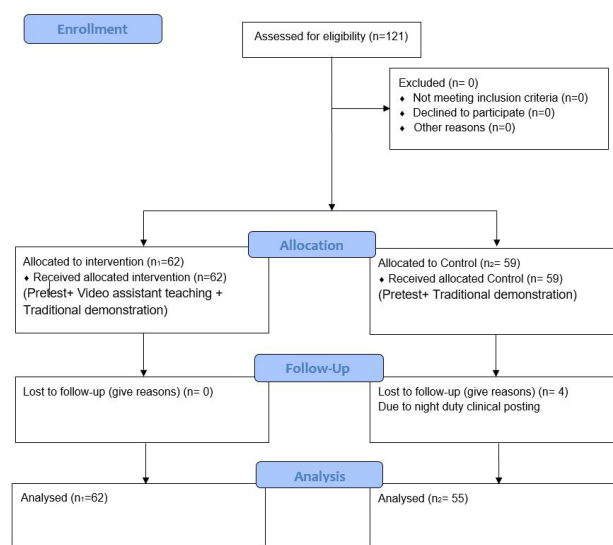 Enrollment
Assessed for eligibility (n=121)
Excluded (n= 0)
♦ Not meeting inclusion criteria (n=0)
♦ Declined to participate (n=0)
♦ Other reasons (n=0)
Allocation
Allocated to intervention (n₁=62)
♦ Received allocated intervention (n=62)
(Pretest+ Video assistant teaching +
Traditional demonstration)
Allocated to Control (n₂= 59)
♦ Received allocated Control (n= 59)
(Pretest+ Traditional demonstration)
Follow-Up
Lost to follow-up (give reasons) (n= 0)
Lost to follow-up (give reasons) (n= 4)
Due to night duty clinical posting
Analysis
Analysed (n₁=62)
Analysed (n₂= 55)